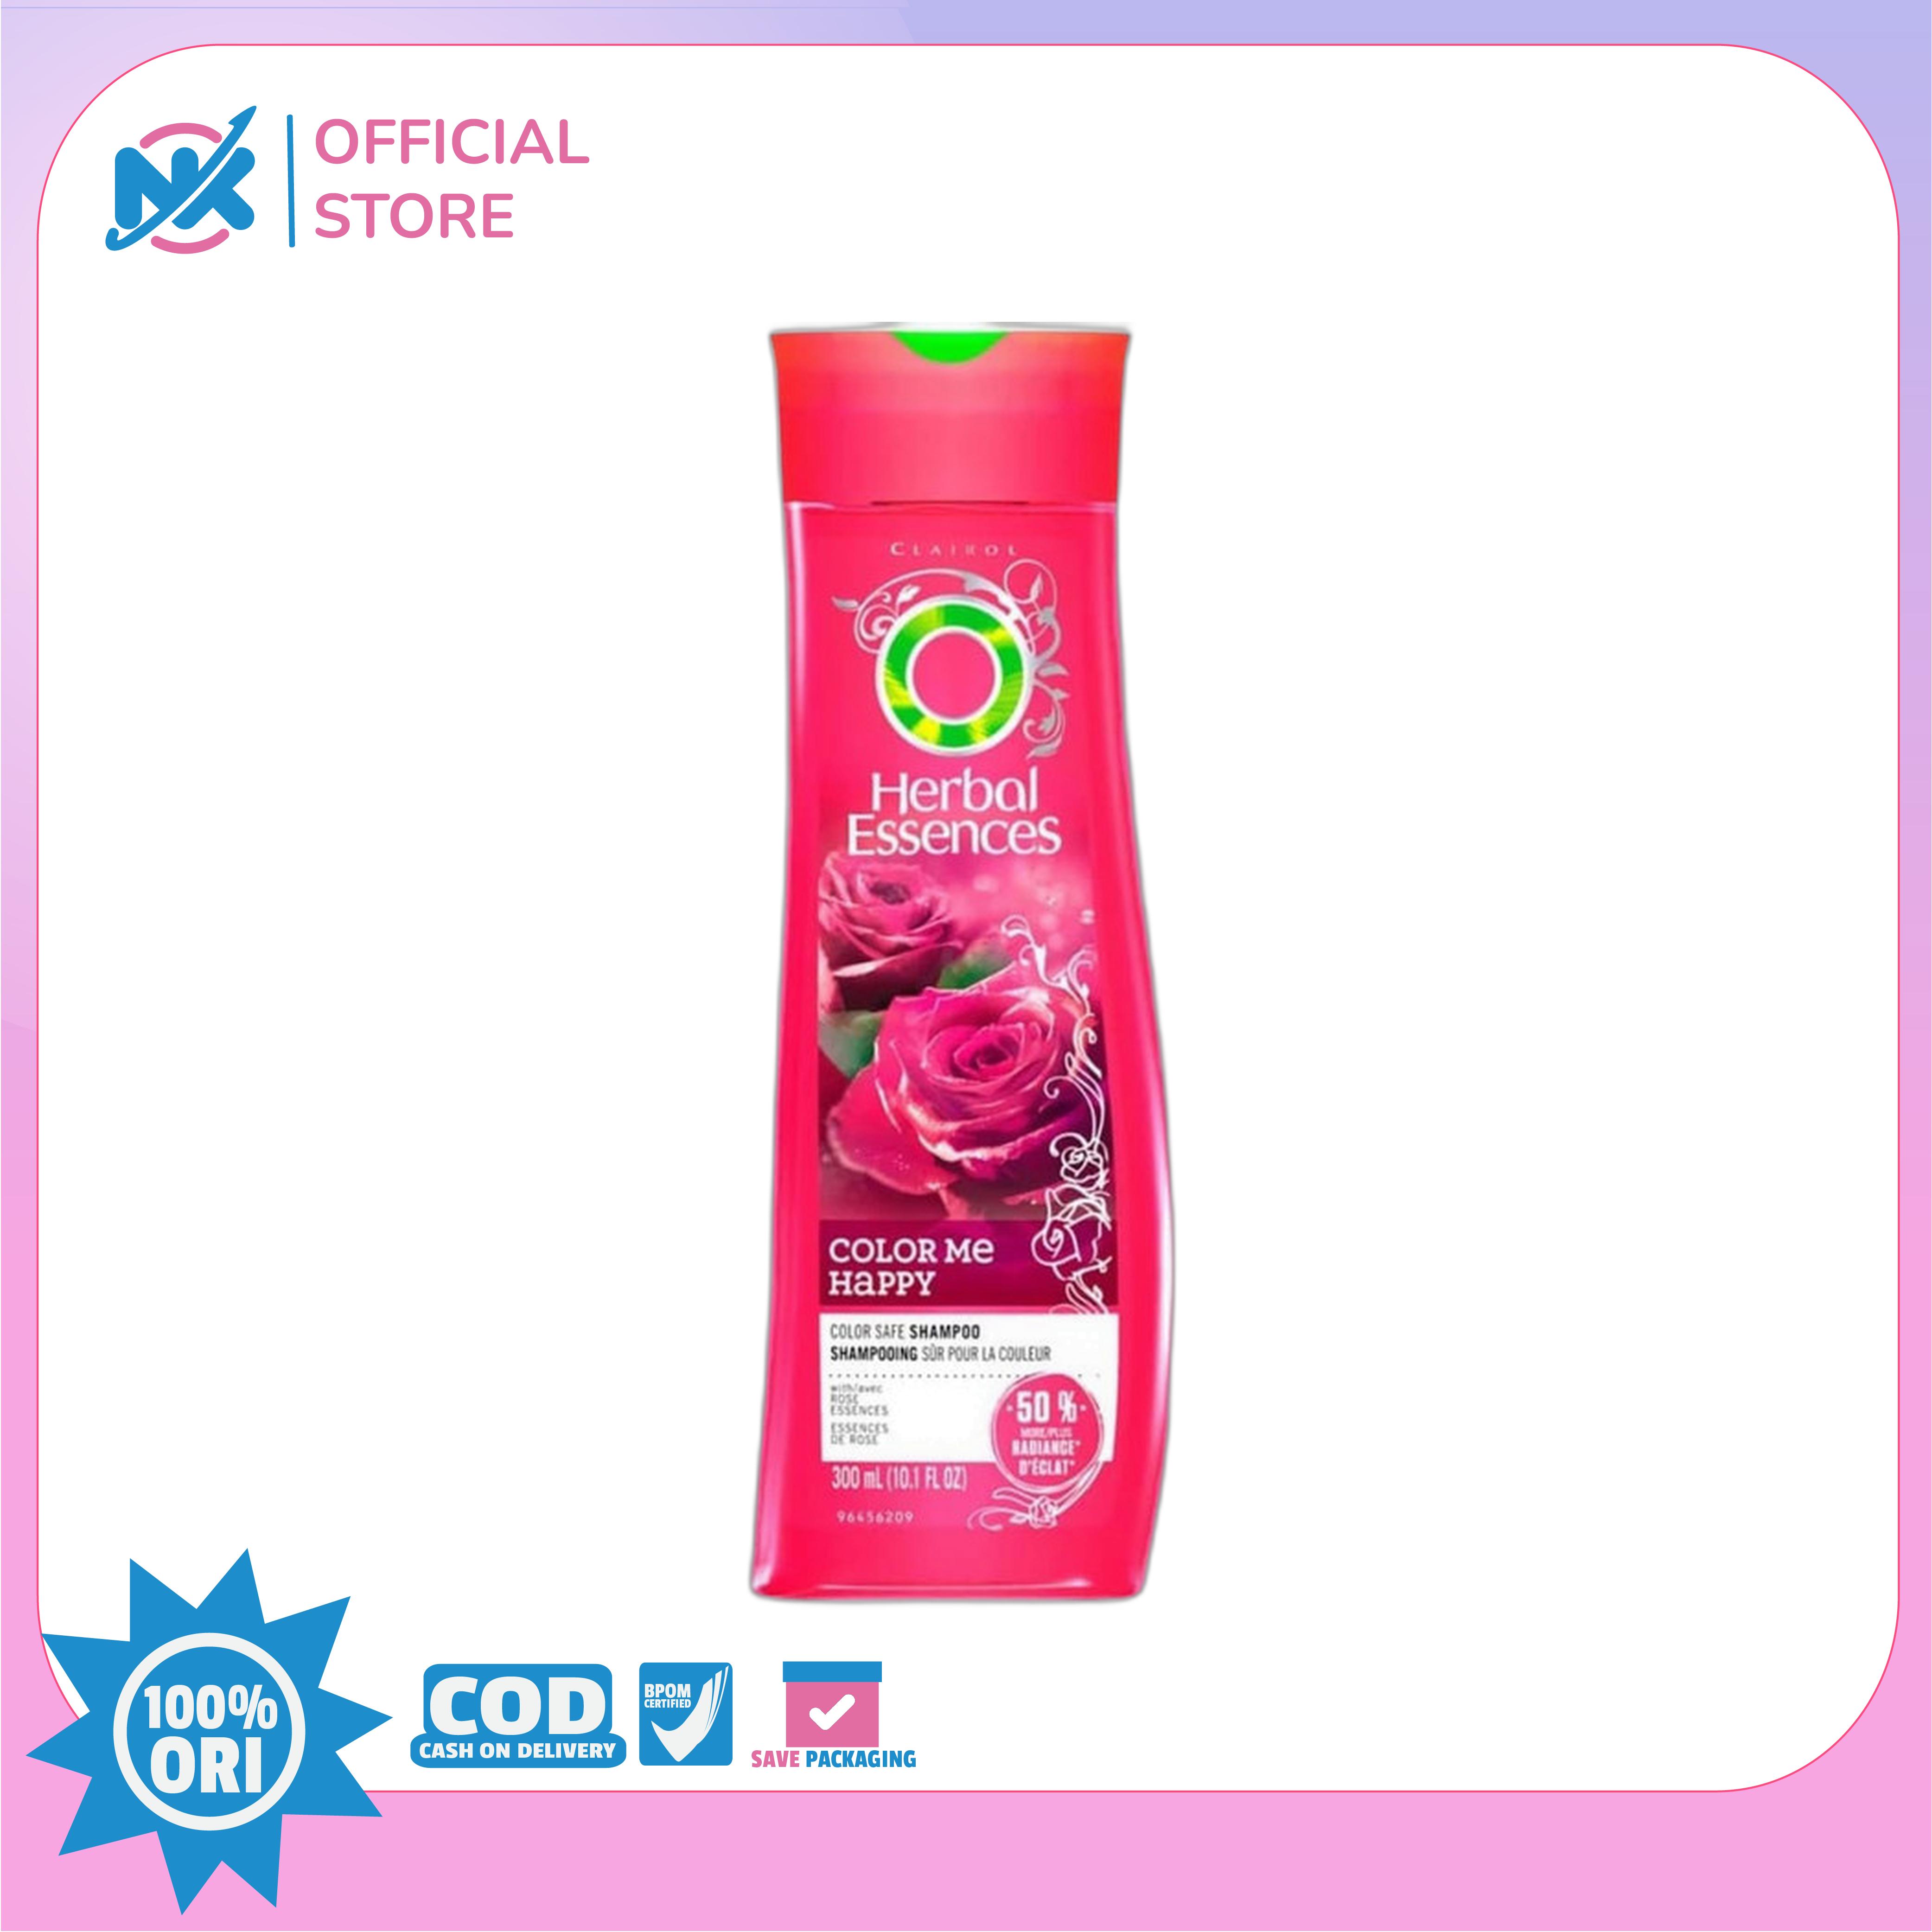 NK
OFFICIAL
STORE
CLAIROL
Herbal
Essences
COLOR Me
HaPPY
COLOR SAFE SHAMPOO
SHAMPOOING SÛR POUR LA COULEUR
with/avec
ROSE
ESSENCES
ESSENCES
DE ROSE
50 %
MORE/PLUS
RADIANCE*
D'ÉCLAT*
300 mL (10.1 FL OZ)
96456209
100%
ORI
COD
CASH ON DELIVERY
BPOM
CERTIFIED
SAVE PACKAGING